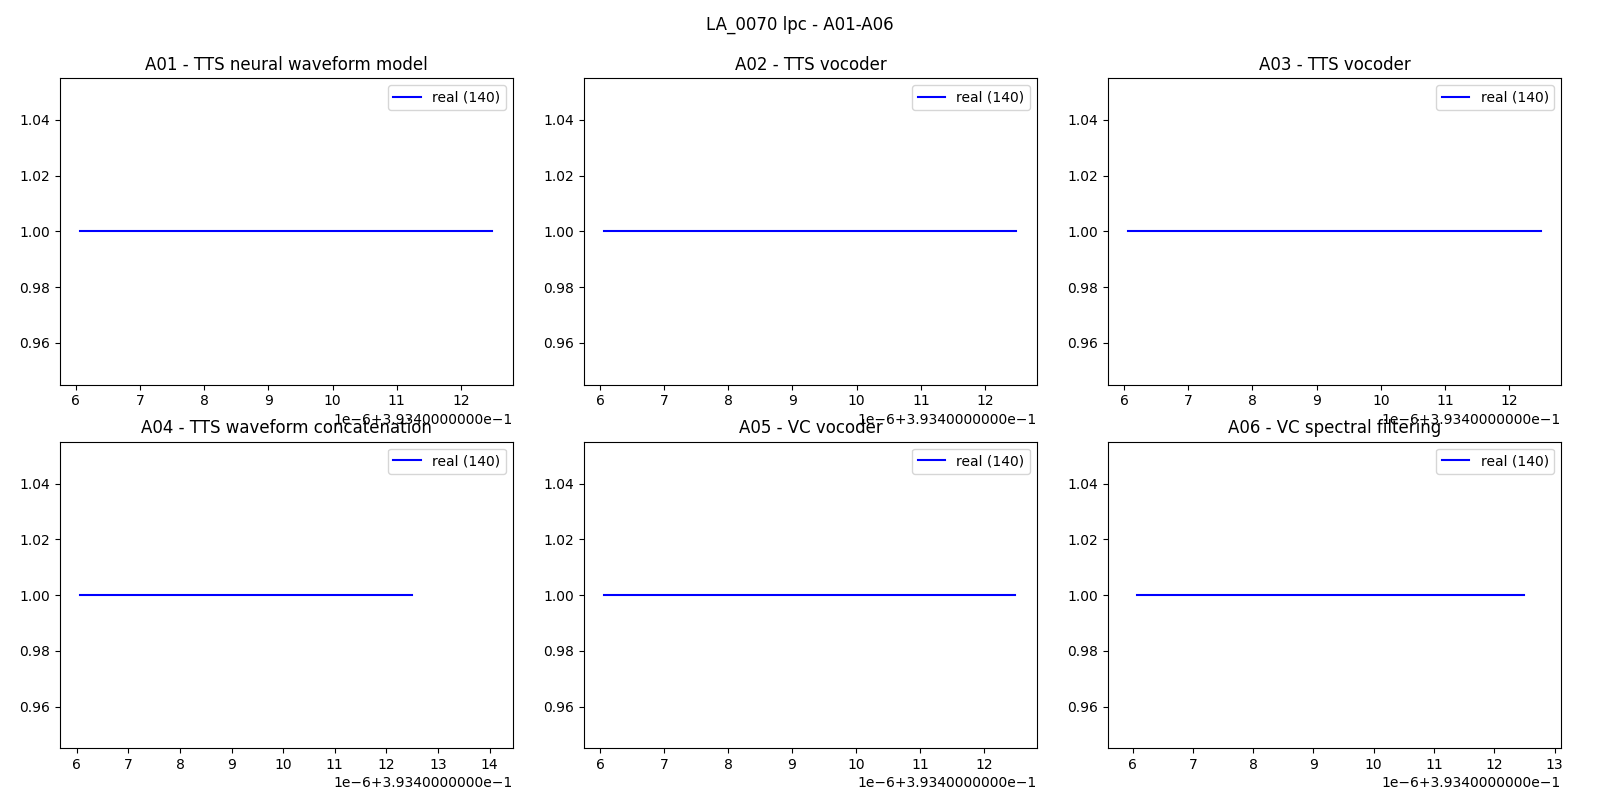 LA_0070 lpc - A01-A06
A01 - TTS neural waveform model
real (140)
1.04
1.02
1.00
0.98
0.96
6 7 8 9 10 11 12
1e−6+3.9340000000e−1
A02 - TTS vocoder
real (140)
1.04
1.02
1.00
0.98
0.96
6 7 8 9 10 11 12
1e−6+3.9340000000e−1
A03 - TTS vocoder
real (140)
1.04
1.02
1.00
0.98
0.96
6 7 8 9 10 11 12
1e−6+3.9340000000e−1
A04 - TTS waveform concatenation
real (140)
1.04
1.02
1.00
0.98
0.96
6 7 8 9 10 11 12 13 14
1e−6+3.9340000000e−1
A05 - VC vocoder
real (140)
1.04
1.02
1.00
0.98
0.96
6 7 8 9 10 11 12
1e−6+3.9340000000e−1
A06 - VC spectral filtering
real (140)
1.04
1.02
1.00
0.98
0.96
6 7 8 9 10 11 12 13
1e−6+3.9340000000e−1